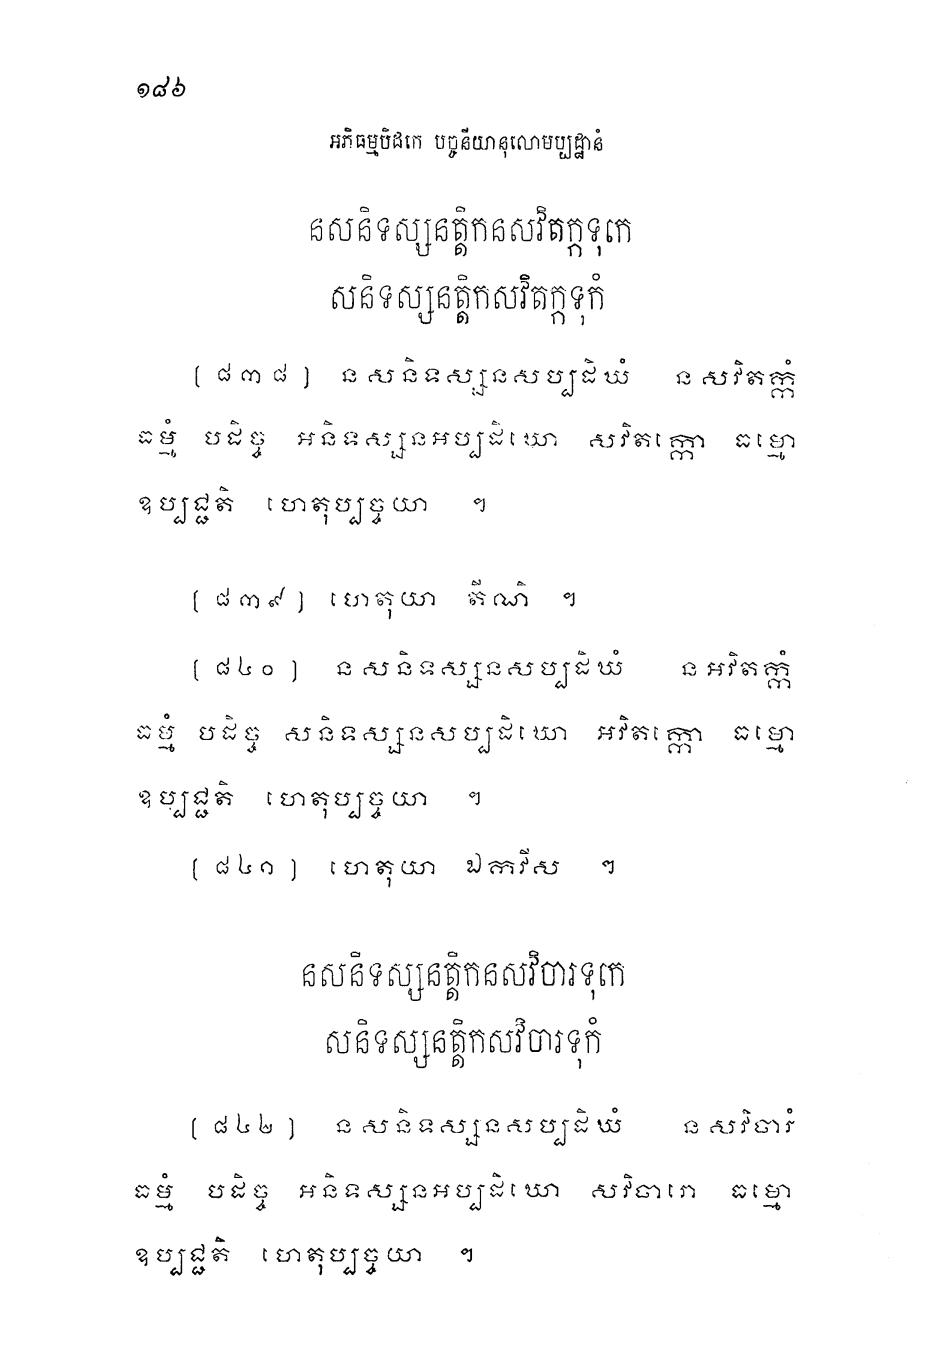 ១៨៦
អភិធម្មបិដកេ បច្ចនីយានុលោមប្បដ្ឋានំ
នសនិទស្សនត្តិកនសវិតក្កទុកេ
សនិទស្សនត្តិកសវិតក្កទុកំ
[ ៨៣៨ ] នសនិទស្សនសប្បដិឃំ នសវិតក្កំ
ធម្មំ បដិច្ច អនិទស្សនអប្បដិឃោ សវិតក្កោ ធម្មោ
ឧប្បជ្ជតិ ហេតុប្បច្ចយា ។
[ ៨៣៩ ] ហេតុយា តីណិ ។
[ ៨៤០ ] នសនិទស្សនសប្បដិឃំ នអវិតក្កំ
ធម្មំ បដិច្ច សនិទស្សនសប្បដិឃោ អវិតក្កោ ធម្មោ
ឧប្បជ្ជតិ ហេតុប្បច្ចយា ។
[ ៨៤១ ] ហេតុយា ឯកវីស ។
នសនិទស្សនត្តិកនសវិចារទុកេ
សនិទស្សនត្តិកសវិចារទុកំ
[ ៨៤២ ] នសនិទស្សនសប្បដិឃំ នសវិចារំ
ធម្មំ បដិច្ច អនិទស្សនអប្បដិឃោ សវិចារោ ធម្មោ
ឧប្បជ្ជតិ ហេតុប្បច្ចយា ។